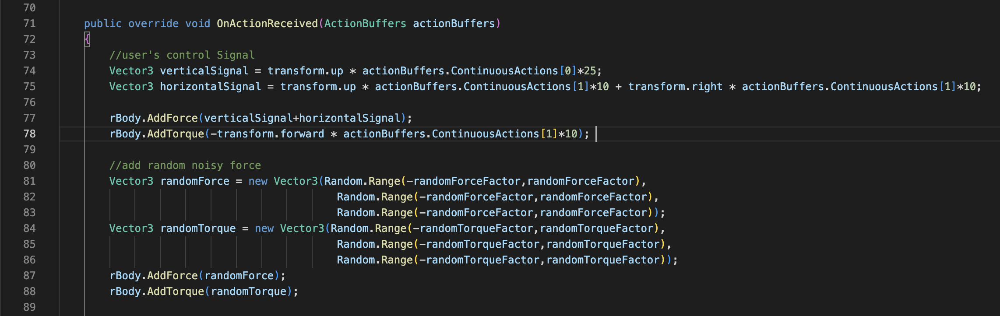 70
71 public override void OnActionReceived(ActionBuffers actionBuffers)
72 {
73 //user's control Signal
74 Vector3 verticalSignal = transform.up * actionBuffers.ContinuousActions[0]*25;
75 Vector3 horizontalSignal = transform.up * actionBuffers.ContinuousActions[1]*10 + transform.right * actionBuffers.ContinuousActions[1]*10;
76
77 rBody.AddForce(verticalSignal+horizontalSignal);
78 rBody.AddTorque(-transform.forward * actionBuffers.ContinuousActions[1]*10);
79
80 //add random noisy force
81 Vector3 randomForce = new Vector3(Random.Range(-randomForceFactor,randomForceFactor),
82 Random.Range(-randomForceFactor,randomForceFactor),
83 Random.Range(-randomForceFactor,randomForceFactor));
84 Vector3 randomTorque = new Vector3(Random.Range(-randomTorqueFactor,randomTorqueFactor),
85 Random.Range(-randomTorqueFactor,randomTorqueFactor),
86 Random.Range(-randomTorqueFactor,randomTorqueFactor));
87 rBody.AddForce(randomForce);
88 rBody.AddTorque(randomTorque);
89